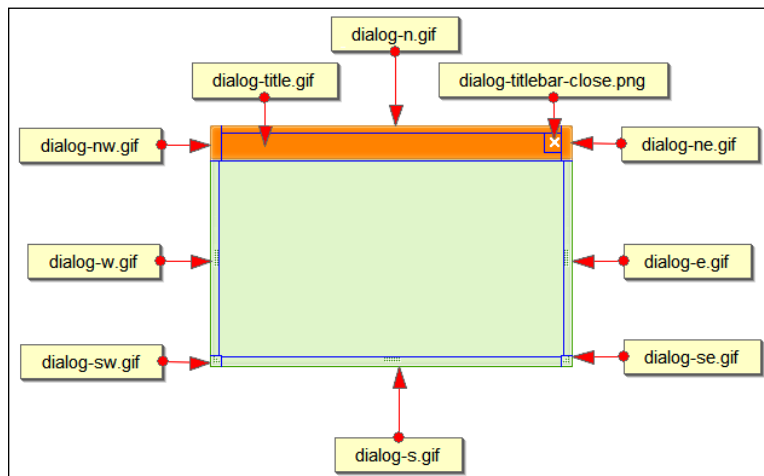 dialog-n.gif
dialog-title.gif
dialog-titlebar-close.png
dialog-nw.gif
dialog-ne.gif
dialog-w.gif
dialog-e.gif
dialog-sw.gif
dialog-se.gif
dialog-s.gif